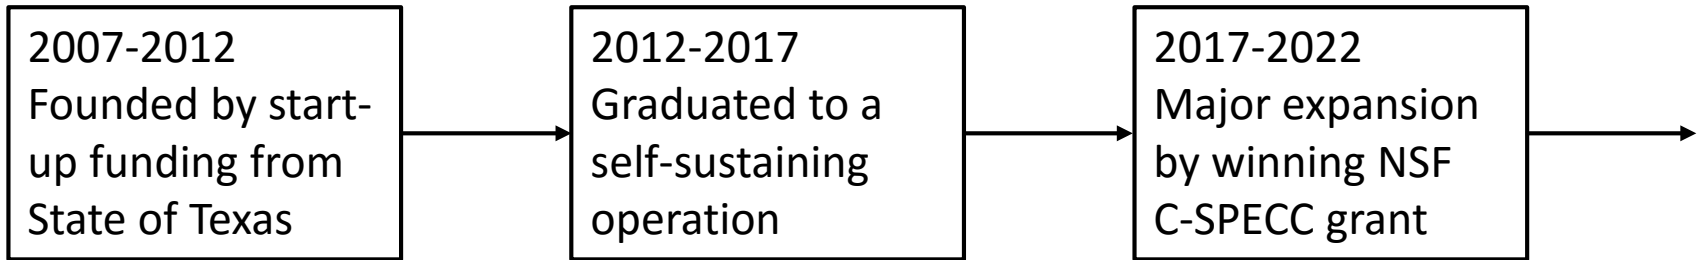 2007-2012
Founded by start-
up funding from
State of Texas
2012-2017
Graduated to a
self-sustaining
operation
2017-2022
Major expansion
by winning NSF
C-SPECC grant